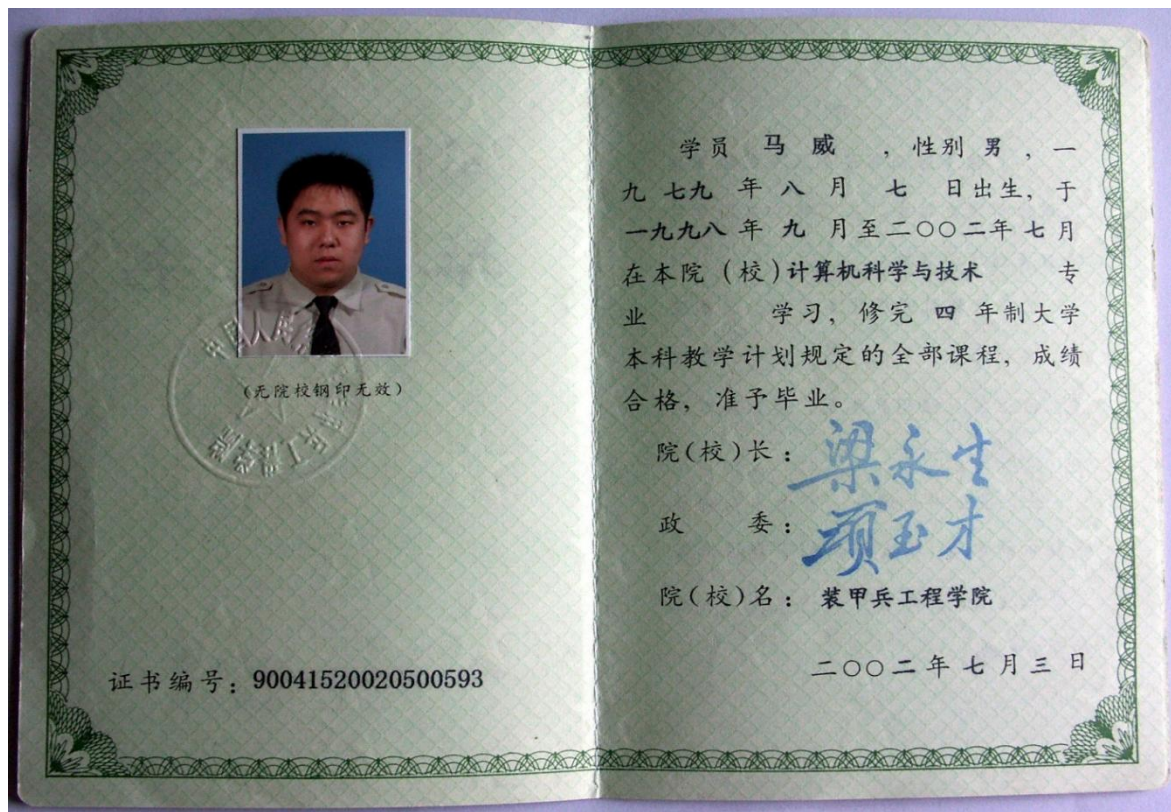 (无院校钢印无效)
证书编号：90041520020500593
学员 马 威 ，性别 男，一
九 七九 年 八 月 七 日出生，于
一九九八 年 九 月至二〇〇二年 七 月
在本院（校）计算机科学与技术 专
业 学习，修完 四 年制大学
本科教学计划规定的全部课程，成绩
合格，准予毕业。
院(校)长：梁永生
政 委：顼玉才
院(校)名：装甲兵工程学院
二〇〇二年 七 月 三 日